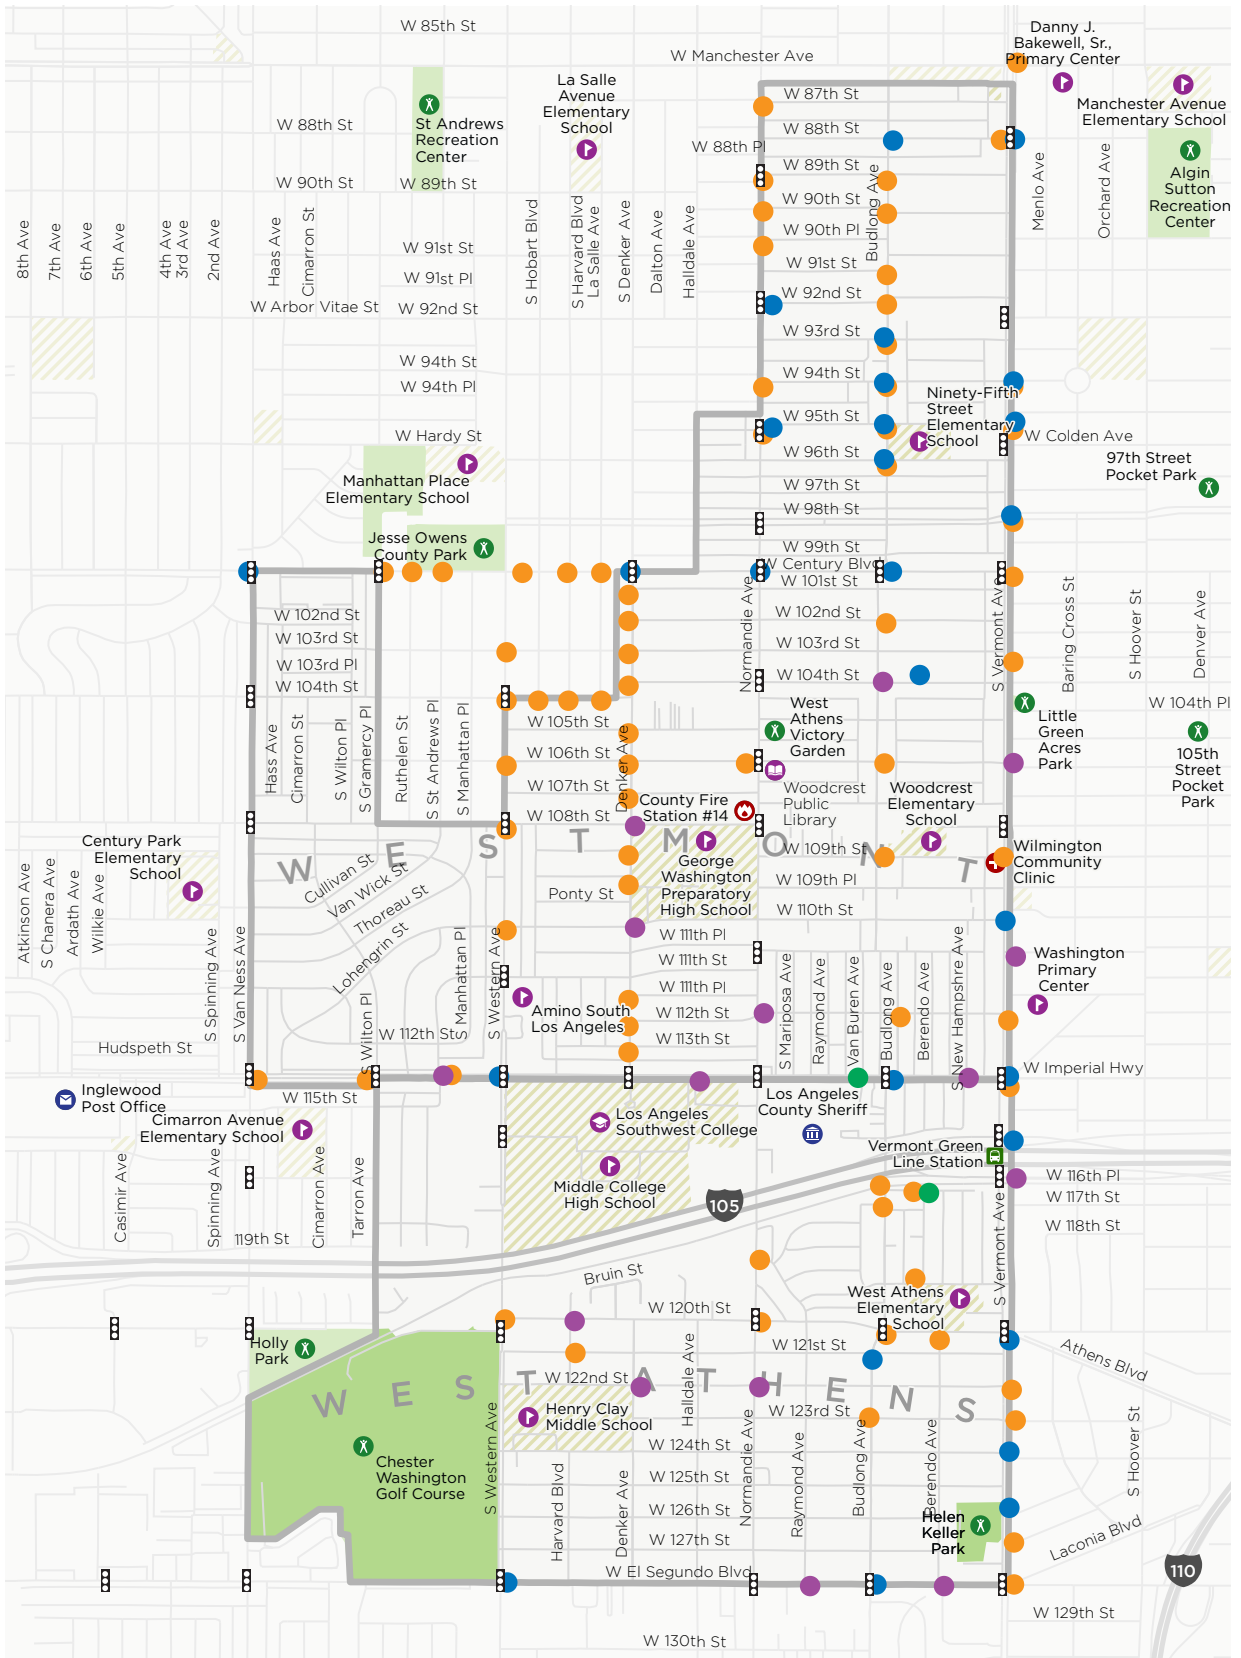 W 85th St
W Manchester Ave
Danny J.
Bakewell, Sr.,
Primary Center
La Salle
Avenue
Elementary
School
St Andrews
Recreation
Center
Manchester Avenue
Elementary School
Algin
Sutton
Recreation
Center
W 87th St
W 88th St
W 88th St
W 88th Pl
W 89th St
W 90th St
W 89th St
W 90th St
W 90th Pl
W 91st St
W 91st St
W 91st Pl
W 92nd St
W Arbor Vitae St
W 92nd St
W 93rd St
W 94th St
W 94th St
W 94th Pl
W 95th St
W Hardy St
W 96th St
W 97th St
W 98th St
W 99th St
8th Ave
7th Ave
6th Ave
5th Ave
4th Ave
3rd Ave
2nd Ave
Haas Ave
Cimarron St
S Hobart Blvd
S Harvard Blvd
La Salle Ave
S Denker Ave
Dalton Ave
Halldale Ave
Budlong Ave
Menlo Ave
Orchard Ave
Ninety-Fifth
Street
Elementary
School
W Colden Ave
97th Street
Pocket Park
Manhattan Place
Elementary School
Jesse Owens
County Park
W Century Blvd
W 101st St
W 102nd St
W 103rd St
W 104th St
W 102nd St
W 103rd St
W 103rd Pl
W 104th St
Normandie Ave
S Vermont Ave
Baring Cross St
S Hoover St
Denver Ave
W 104th Pl
West
Athens
Victory
Garden
Little
Green
Acres
Park
105th
Street
Pocket
Park
Hass Ave
Cimarron St
S Wilton Pl
S Gramercy Pl
Ruthelen St
S St Andrews Pl
S Manhattan Pl
W 105th St
W 106th St
W 107th St
W 108th St
Denker Ave
County Fire
Station #14
Woodcrest
Public
Library
Woodcrest
Elementary
School
WESTMONT
George
Washington
Preparatory
High School
W 109th St
W 109th Pl
W 110th St
Wilmington
Community
Clinic
Century Park
Elementary
School
Cullivan St
Van Wick St
Thoreau St
Lohengrin St
Ponty St
Atkinson Ave
S Chanera Ave
Ardath Ave
Wilkie Ave
S Spinning Ave
S Van Ness Ave
S Wilton Pl
S Manhattan Pl
S Western Ave
W 111th Pl
W 111th St
W 111th Pl
W 112th St
W 113th St
W 112th St
Amino South
Los Angeles
S Mariposa Ave
Raymond Ave
Van Buren Ave
Budlong Ave
Berendo Ave
S New Hampshire Ave
Washington
Primary
Center
Hudspeth St
W Imperial Hwy
Inglewood
Post Office
W 115th St
Cimarron Avenue
Elementary School
Los Angeles
Southwest College
Los Angeles
County Sheriff
Vermont Green
Line Station
Middle College
High School
105
W 116th Pl
W 117th St
W 118th St
Casimir Ave
Spinning Ave
Cimarron Ave
Tarron Ave
119th St
Bruin St
S Vermont Ave
W 120th St
West Athens
Elementary
School
W 121st St
Holly
Park
Athens Blvd
W 122nd St
WEST ATHENS
Halldale Ave
Henry Clay
Middle School
W 123rd St
W 124th St
W 125th St
W 126th St
W 127th St
Chester
Washington
Golf Course
S Western Ave
Harvard Blvd
Denker Ave
Normandie Ave
Raymond Ave
Budlong Ave
Berendo Ave
S Hoover St
Helen
Keller
Park
Laconia Blvd
W El Segundo Blvd
110
W 129th St
W 130th St